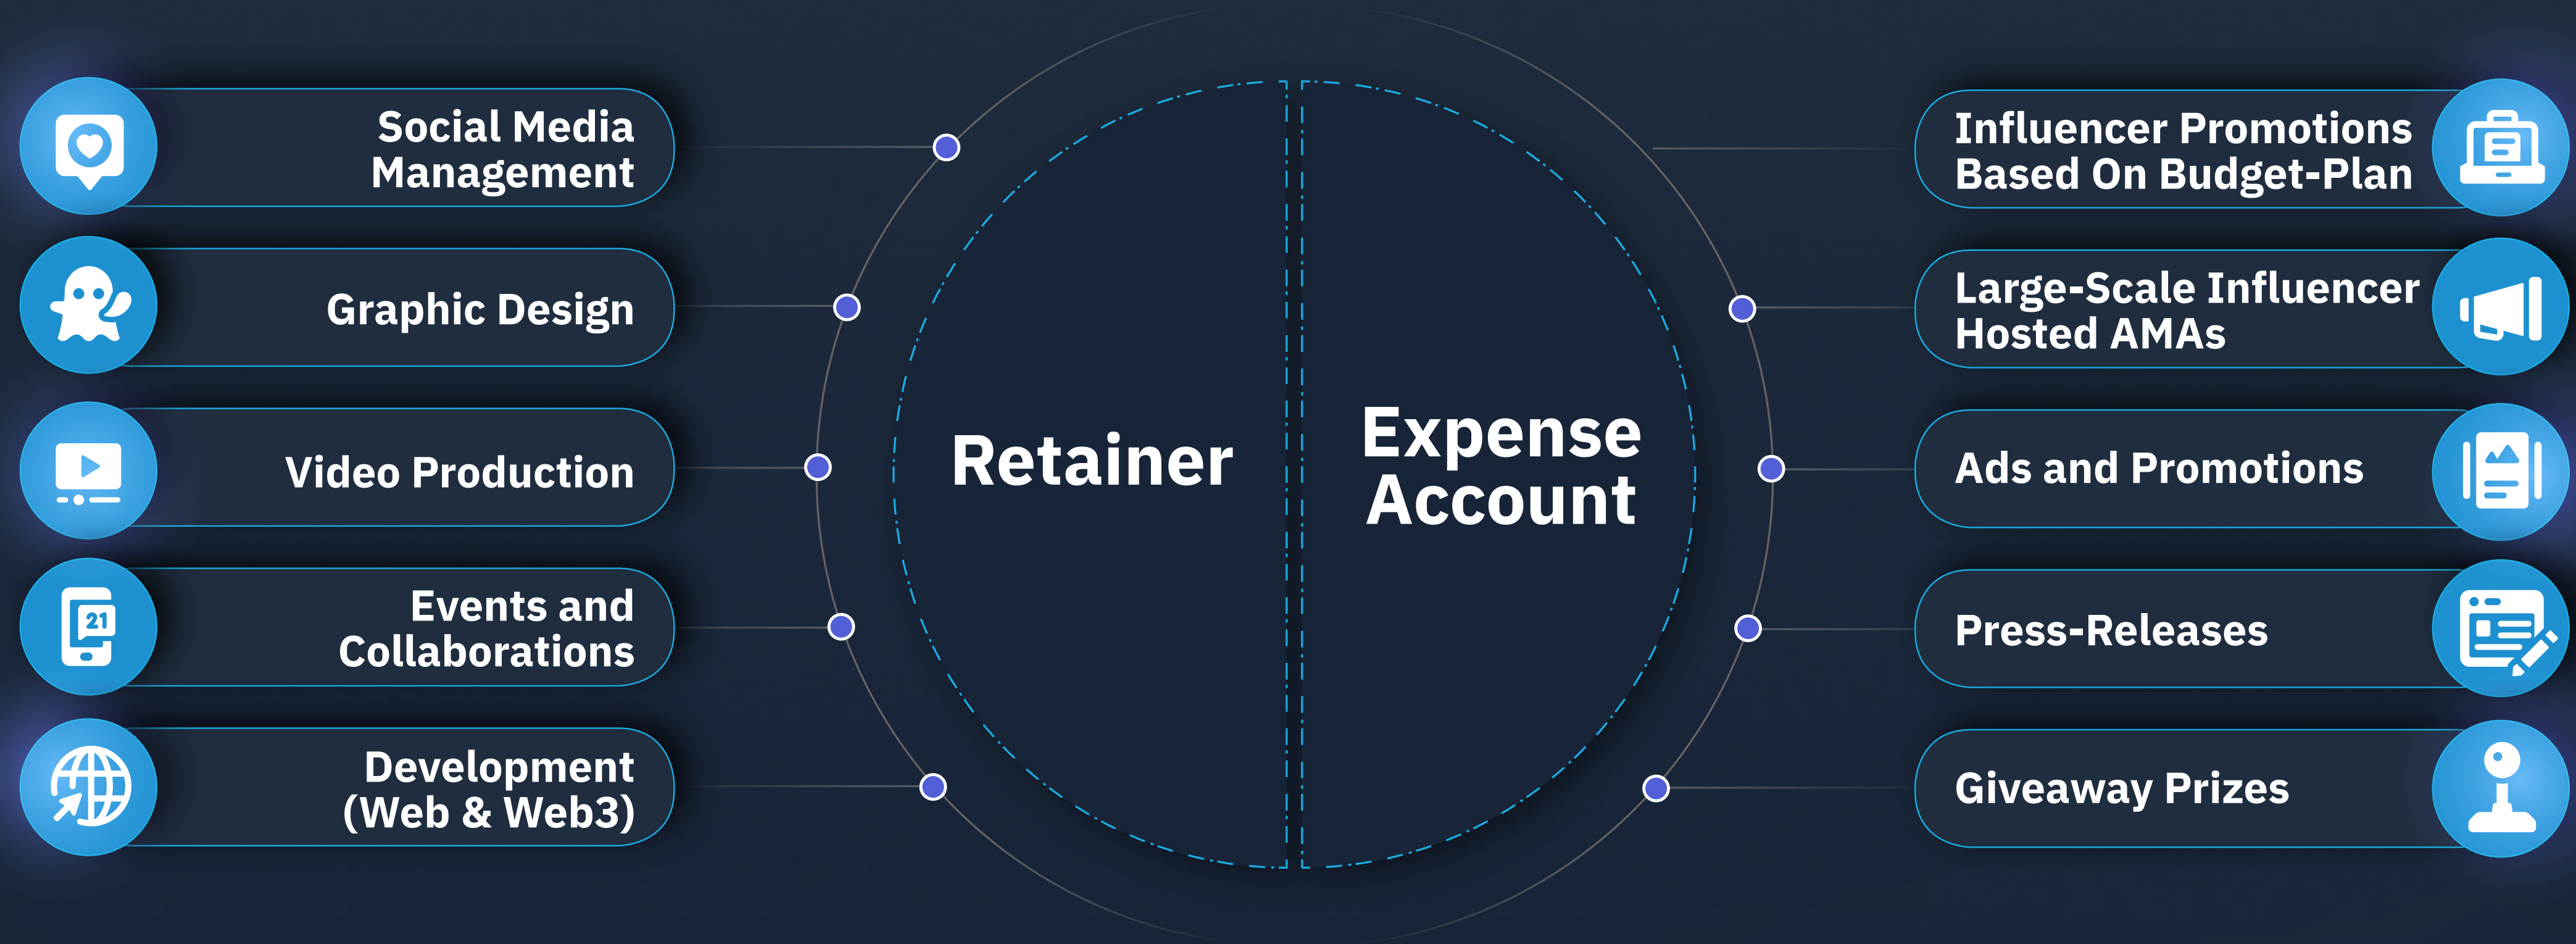 Social Media
Management
Graphic Design
Video Production
21
Events and
Collaborations
Development
(Web & Web3)
Retainer
Expense
Account
Influencer Promotions
Based On Budget-Plan
Large-Scale Influencer
Hosted AMAs
Ads and Promotions
Press-Releases
Giveaway Prizes